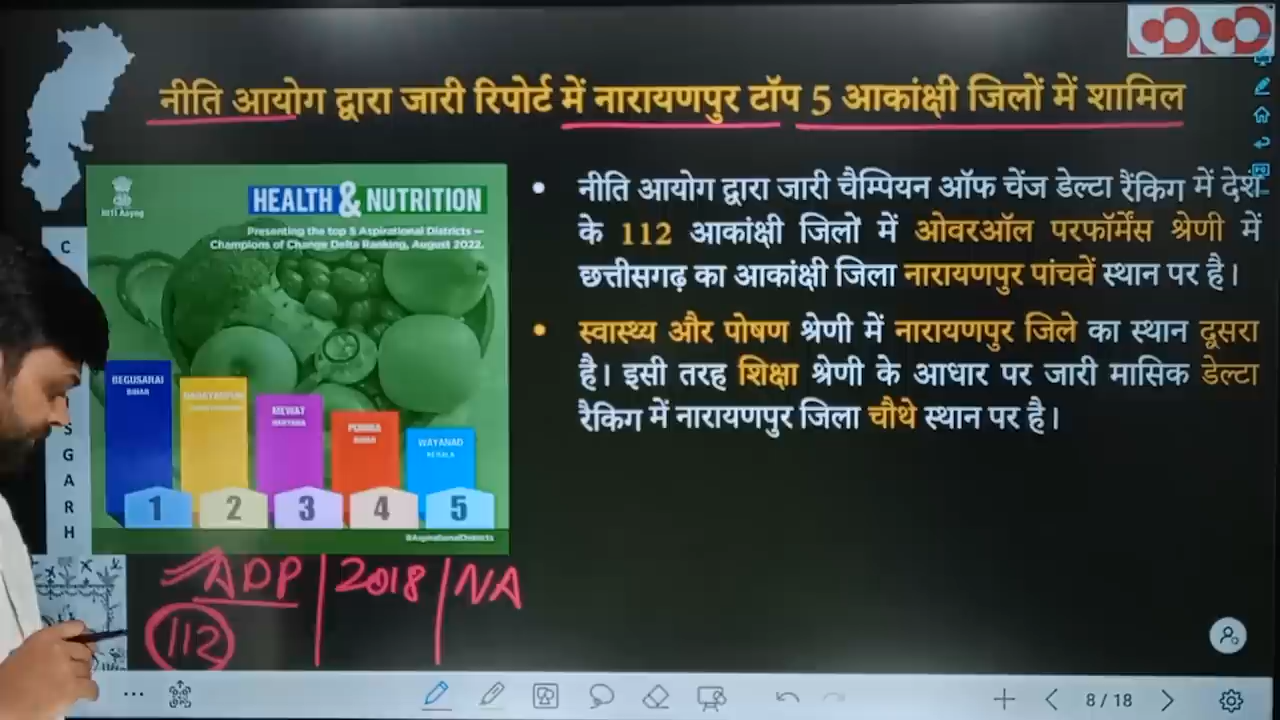 नीति आयोग द्वारा जारी रिपोर्ट में नारायणपुर टॉप 5 आकांक्षी जिलों में शामिल
NITI Aayog
HEALTH & NUTRITION
Presenting the top 5 Aspirational Districts —
Champions of Change Delta Ranking, August 2022.
BEGUSARAI
BIHAR
MEWAT
HARYANA
WAYANAD
KERALA
1 2 3 4 5
#AspirationalDistricts
• नीति आयोग द्वारा जारी चैम्पियन ऑफ चेंज डेल्टा रैंकिग में देश
के 112 आकांक्षी जिलों में ओवरऑल परफॉर्मेंस श्रेणी में
छत्तीसगढ़ का आकांक्षी जिला नारायणपुर पांचवें स्थान पर है।
• स्वास्थ्य और पोषण श्रेणी में नारायणपुर जिले का स्थान दूसरा
है। इसी तरह शिक्षा श्रेणी के आधार पर जारी मासिक डेल्टा
रैकिग में नारायणपुर जिला चौथे स्थान पर है।
C
S
G
A
R
H
ADP | 2018 | NA
112
8 / 18